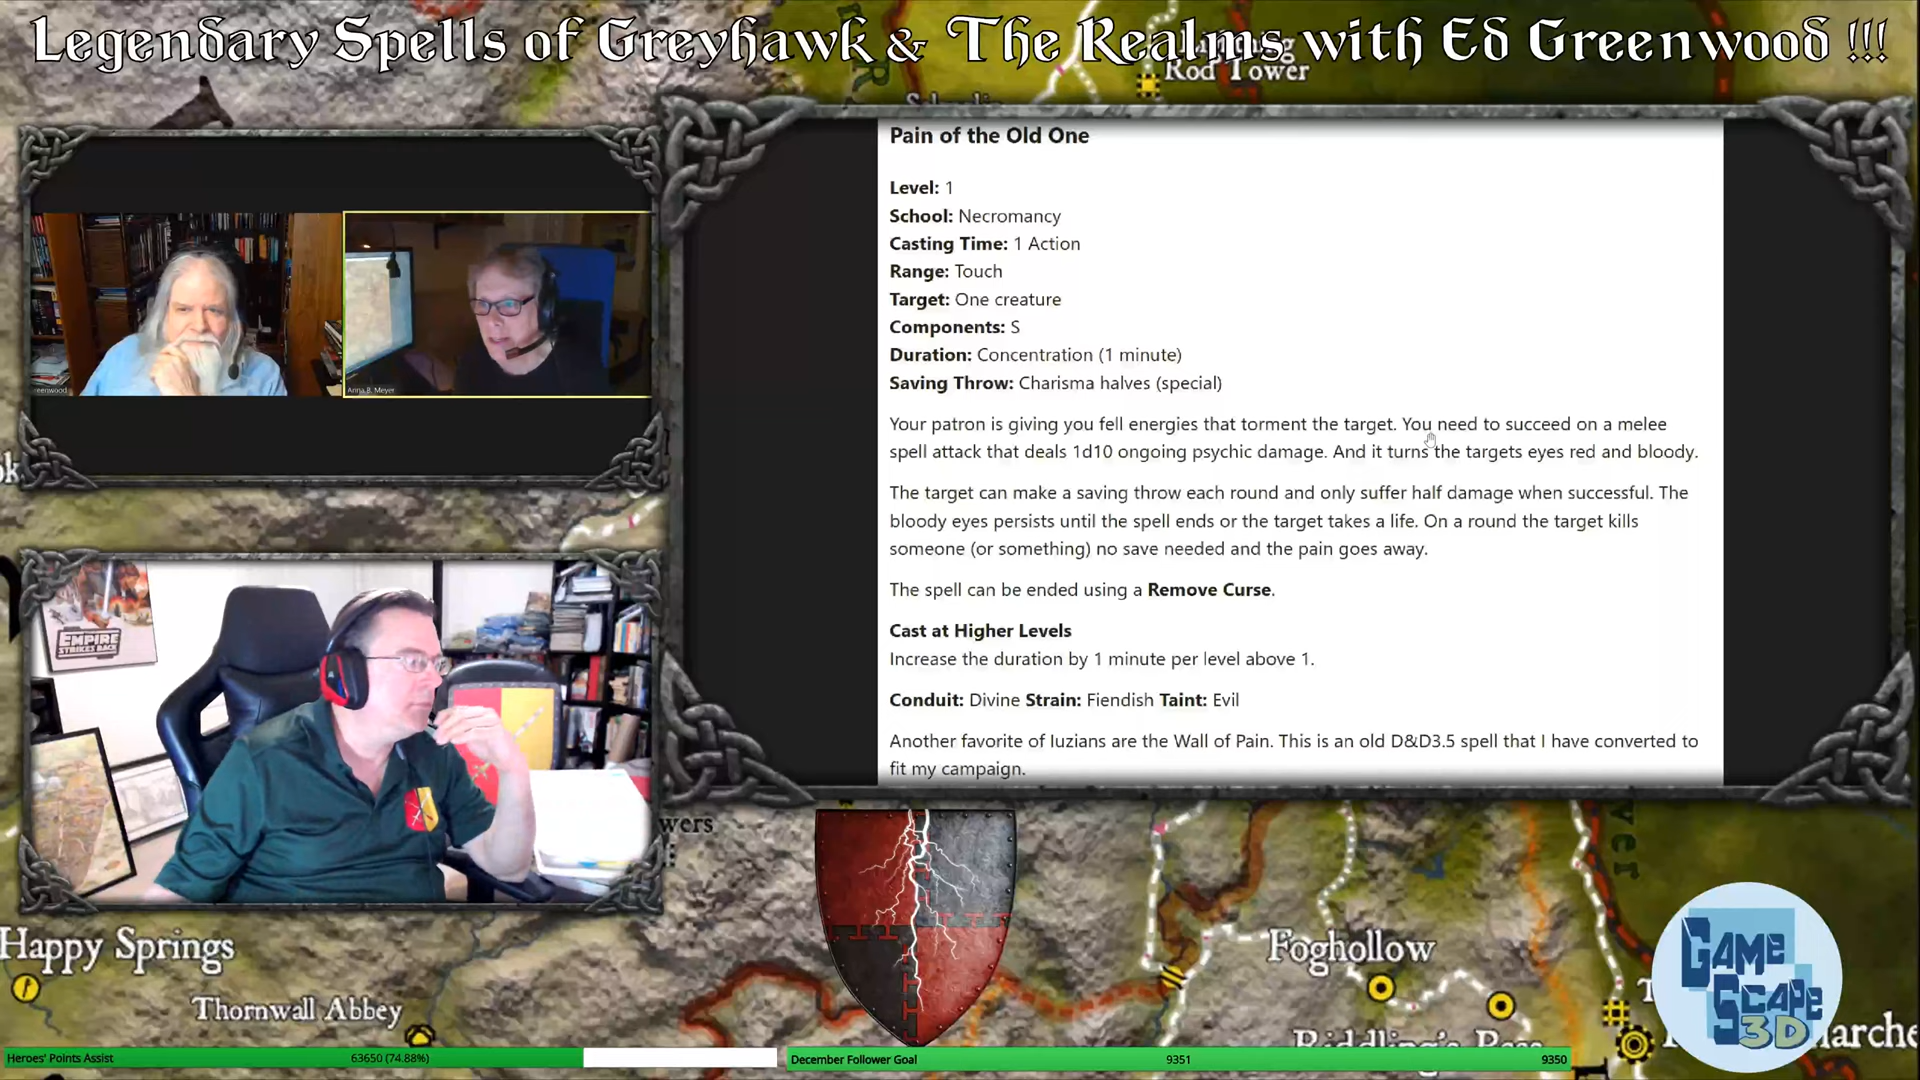 Legendary Spells of Greyhawk & The Realms with Ed Greenwood !!!
Rod Tower
Pain of the Old One
Level: 1
School: Necromancy
Casting Time: 1 Action
Range: Touch
Target: One creature
Components: S
Duration: Concentration (1 minute)
Saving Throw: Charisma halves (special)
Your patron is giving you fell energies that torment the target. You need to succeed on a melee
spell attack that deals 1d10 ongoing psychic damage. And it turns the targets eyes red and bloody.
The target can make a saving throw each round and only suffer half damage when successful. The
bloody eyes persists until the spell ends or the target takes a life. On a round the target kills
someone (or something) no save needed and the pain goes away.
The spell can be ended using a Remove Curse.
Cast at Higher Levels
Increase the duration by 1 minute per level above 1.
Conduit: Divine Strain: Fiendish Taint: Evil
Another favorite of Iuzians are the Wall of Pain. This is an old D&D3.5 spell that I have converted to
fit my campaign.
reenwood
Anna B. Meyer
EMPIRE
STRIKES BACK
wers
Happy Springs
Thornwall Abbey
Foghollow
GAME
SCAPE
3D
arche
Heroes' Points Assist 63650 (74.88%)
December Follower Goal 9351 9350